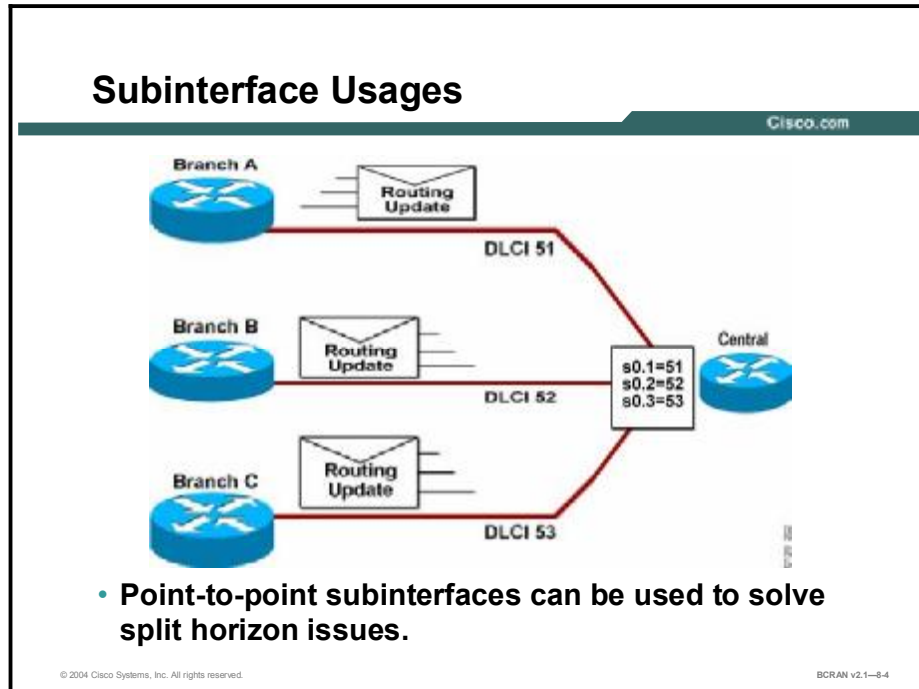 Subinterface Usages
Cisco.com
Branch A
Routing
Update
DLCI 51
Branch B
Routing
Update
DLCI 52
Central
s0.1=51
s0.2=52
s0.3=53
Branch C
Routing
Update
DLCI 53
• Point-to-point subinterfaces can be used to solve
split horizon issues.
© 2004 Cisco Systems, Inc. All rights reserved.
BCRAN v2.1—8-4